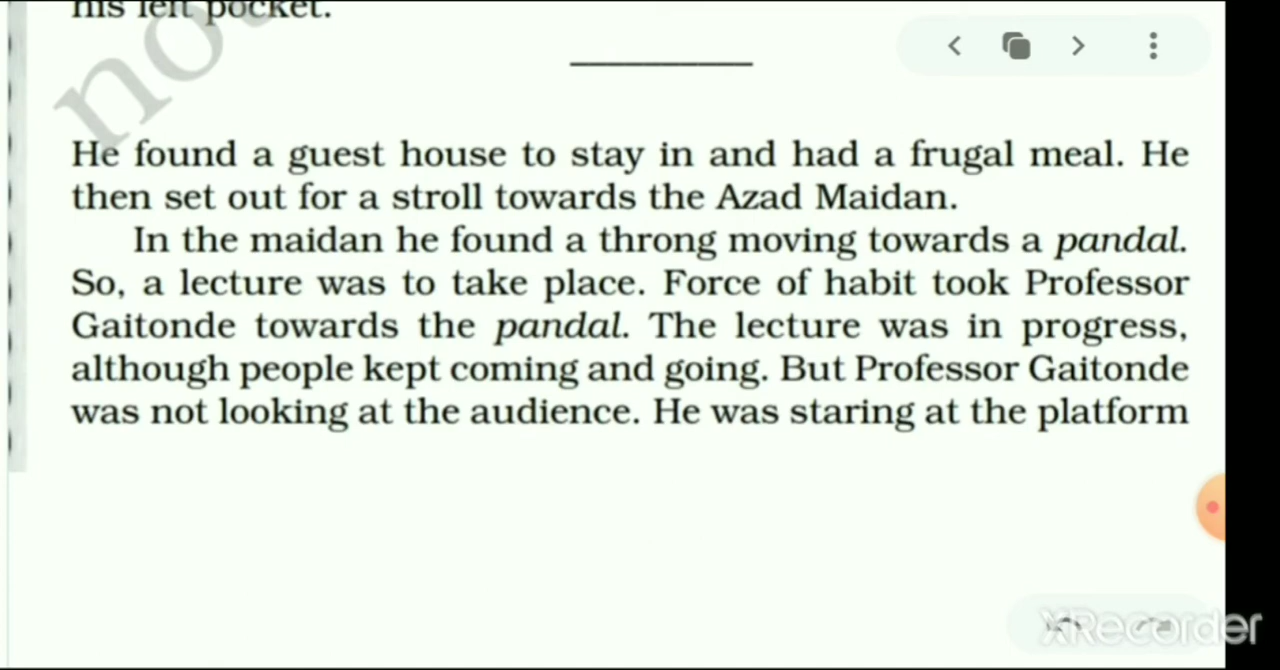 his left pocket.
He found a guest house to stay in and had a frugal meal. He
then set out for a stroll towards the Azad Maidan.
In the maidan he found a throng moving towards a pandal.
So, a lecture was to take place. Force of habit took Professor
Gaitonde towards the pandal. The lecture was in progress,
although people kept coming and going. But Professor Gaitonde
was not looking at the audience. He was staring at the platform
XRecorder